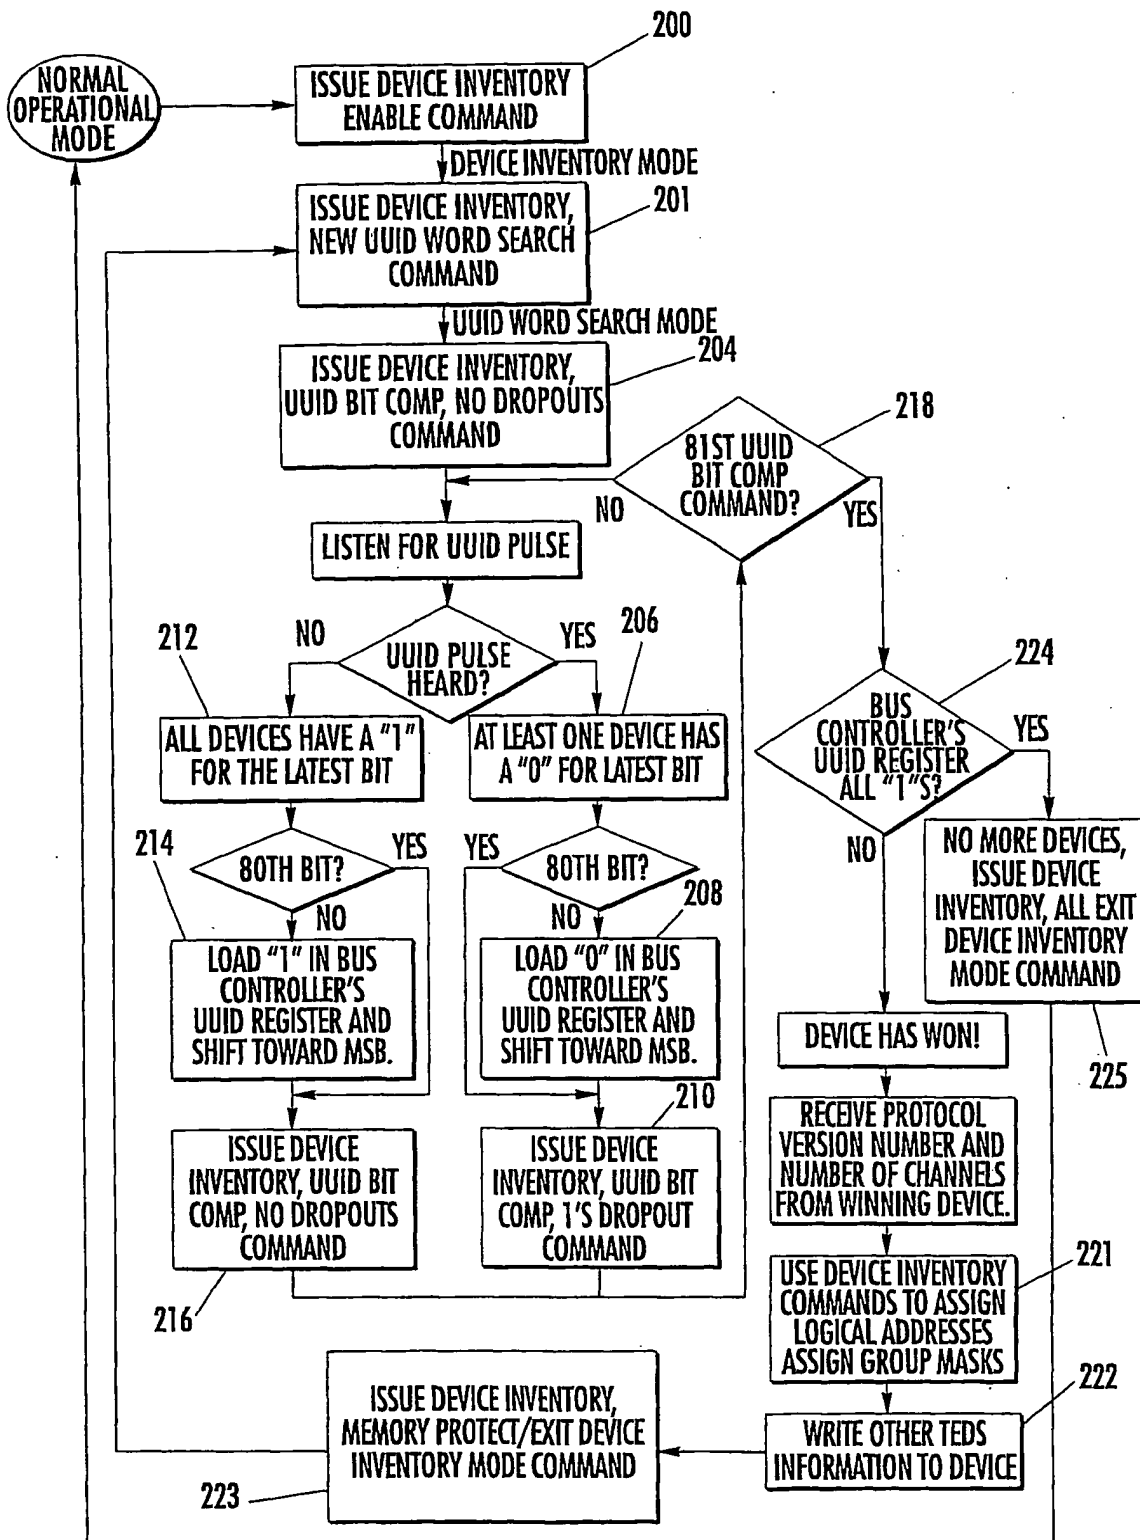 200
NORMAL
OPERATIONAL
MODE
ISSUE DEVICE INVENTORY
ENABLE COMMAND
DEVICE INVENTORY MODE
201
ISSUE DEVICE INVENTORY,
NEW UUID WORD SEARCH
COMMAND
UUID WORD SEARCH MODE
204
ISSUE DEVICE INVENTORY,
UUID BIT COMP, NO DROPOUTS
COMMAND
218
81ST UUID
BIT COMP
COMMAND?
NO
YES
LISTEN FOR UUID PULSE
212
NO
YES
206
UUID PULSE
HEARD?
224
BUS
CONTROLLER'S
UUID REGISTER
ALL "1"S?
YES
NO
ALL DEVICES HAVE A "1"
FOR THE LATEST BIT
AT LEAST ONE DEVICE HAS
A "0" FOR LATEST BIT
214
80TH BIT?
YES
NO
YES
80TH BIT?
NO
208
NO MORE DEVICES,
ISSUE DEVICE
INVENTORY, ALL EXIT
DEVICE INVENTORY
MODE COMMAND
225
LOAD "1" IN BUS
CONTROLLER'S
UUID REGISTER AND
SHIFT TOWARD MSB.
LOAD "0" IN BUS
CONTROLLER'S
UUID REGISTER AND
SHIFT TOWARD MSB.
DEVICE HAS WON!
210
ISSUE DEVICE
INVENTORY, UUID BIT
COMP, NO DROPOUTS
COMMAND
216
ISSUE DEVICE
INVENTORY, UUID BIT
COMP, 1'S DROPOUT
COMMAND
RECEIVE PROTOCOL
VERSION NUMBER AND
NUMBER OF CHANNELS
FROM WINNING DEVICE.
221
USE DEVICE INVENTORY
COMMANDS TO ASSIGN
LOGICAL ADDRESSES
ASSIGN GROUP MASKS
222
WRITE OTHER TEDS
INFORMATION TO DEVICE
ISSUE DEVICE INVENTORY,
MEMORY PROTECT/EXIT DEVICE
INVENTORY MODE COMMAND
223